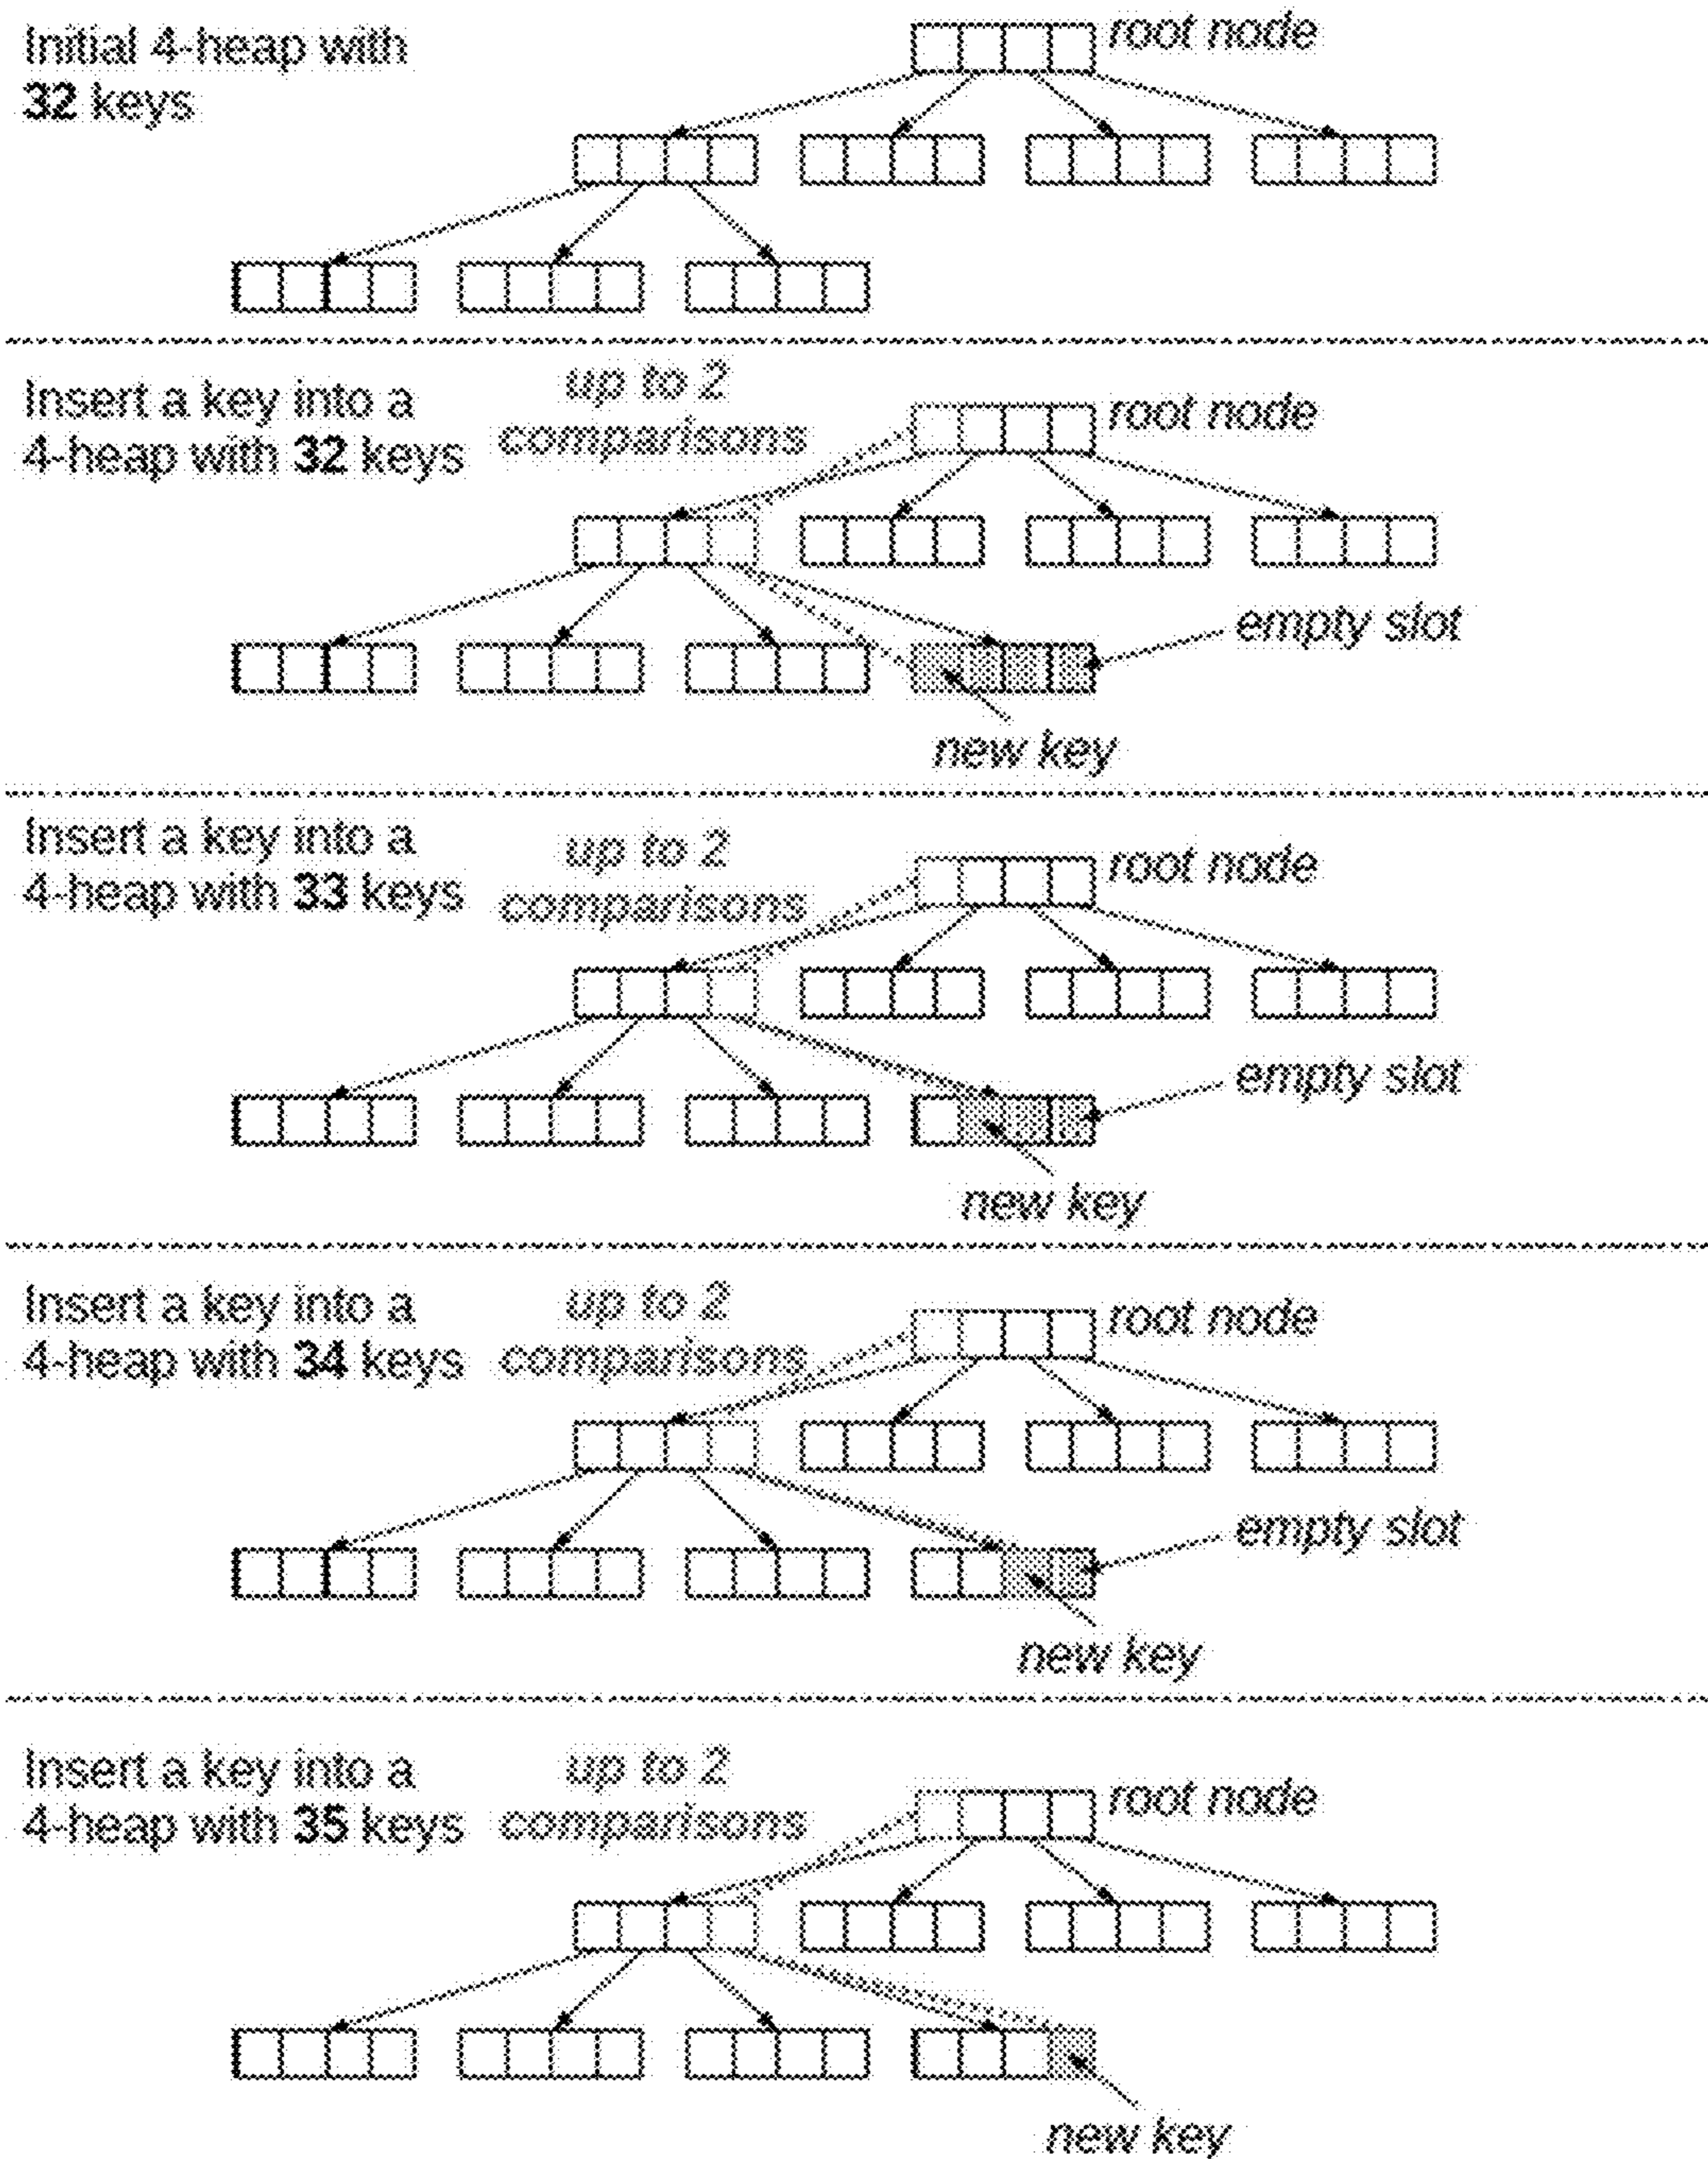 Initial 4-heap with
32 keys
root node
Insert a key into a
4-heap with 32 keys
up to 2
comparisons
root node
empty slot
new key
Insert a key into a
4-heap with 33 keys
up to 2
comparisons
root node
empty slot
new key
Insert a key into a
4-heap with 34 keys
up to 2
comparisons
root node
empty slot
new key
Insert a key into a
4-heap with 35 keys
up to 2
comparisons
root node
new key